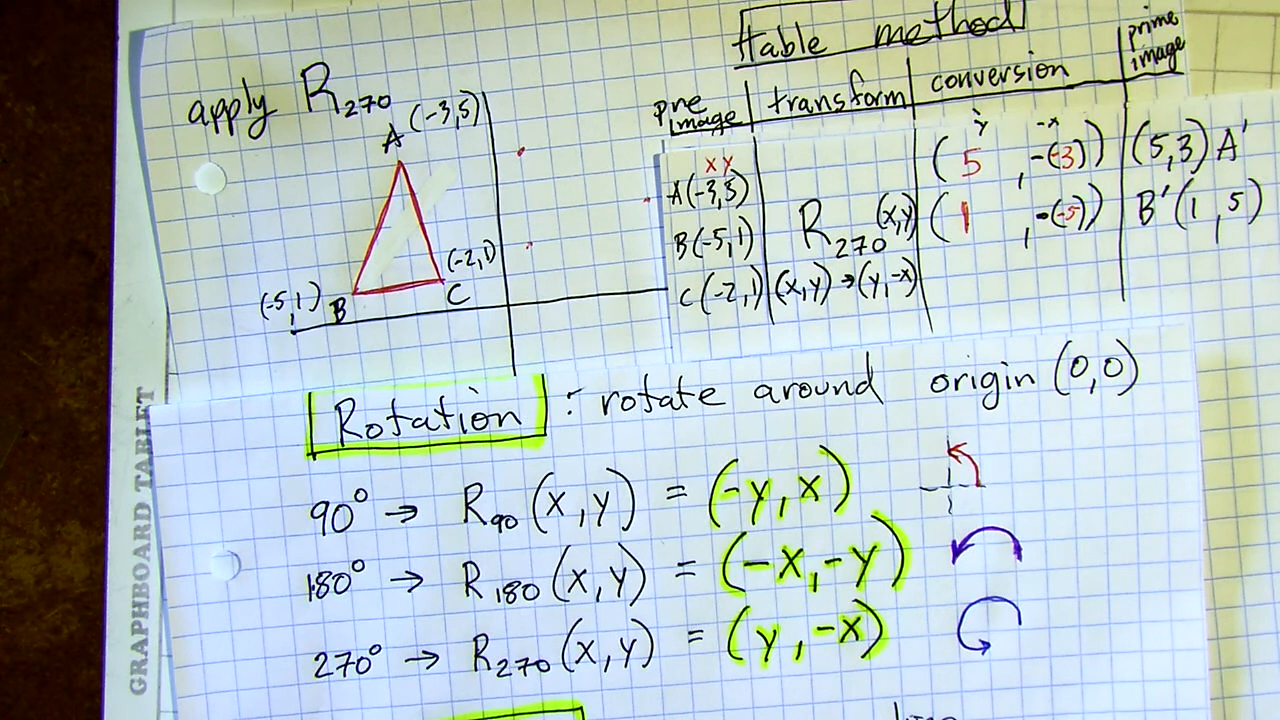 table method
apply R270
A (-3,5)
(-2,1)
(-5,1) B C
pre image | transform | conversion | prime image
x y
y -x
A(-3,5) (5, -(-3)) (5,3) A'
B(-5,1) R270 (x,y) (1, -(-5)) B'(1,5)
C(-2,1) (x,y) → (y,-x)
Rotation : rotate around origin (0,0)
90° → R90 (x,y) = (-y,x)
180° → R180 (x,y) = (-x,-y)
270° → R270 (x,y) = (y,-x)
GRAPHBOARD TABLET